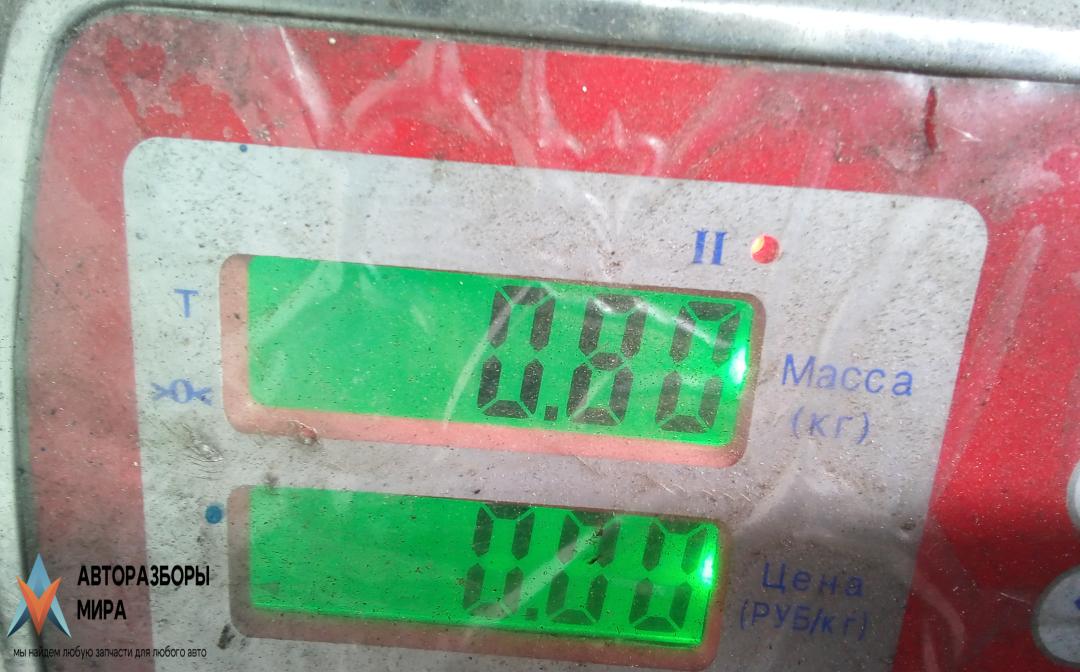 II
T
0.80
Масса
(кг)
>0<
0.00
Цена
(РУБ/кг)
АВТОРАЗБОРЫ
МИРА
мы найдем любую запчасти для любого авто